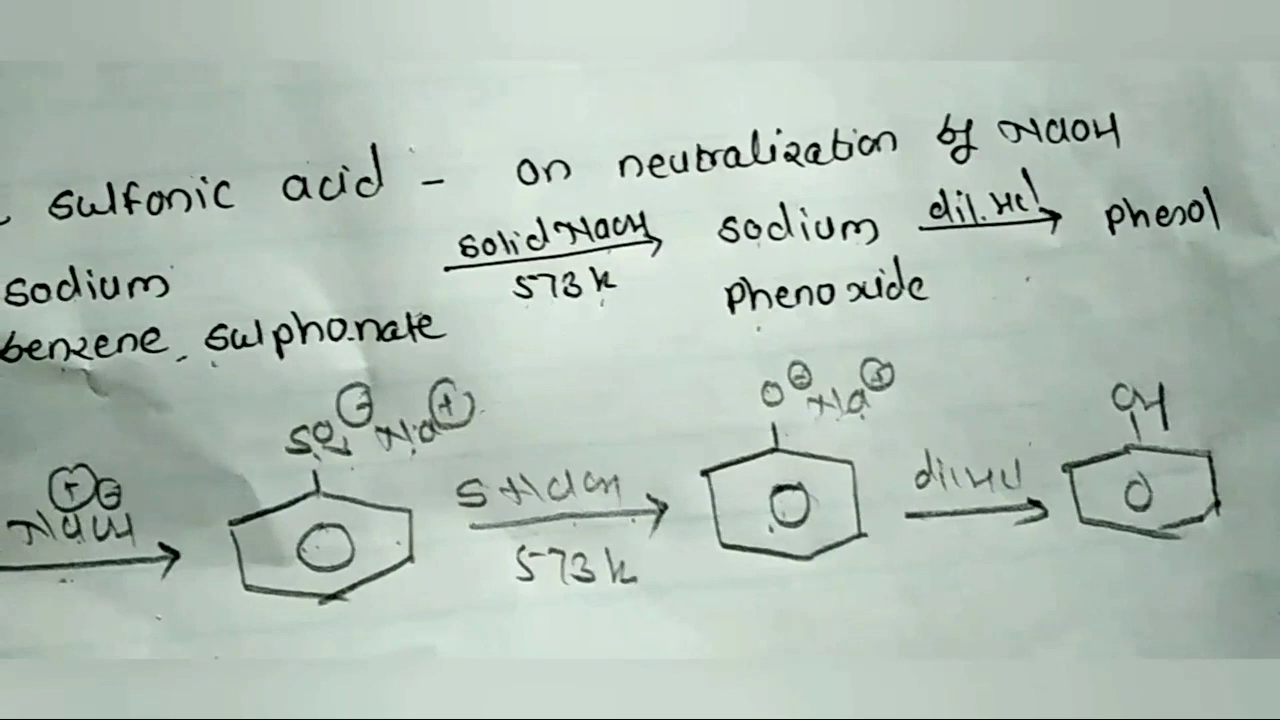 sulfonic acid - on neutralization by NaOH
sodium solid NaOH 573 k sodium dil. HCl phenol
benzene sulphonate phenoxide
SO3 ⊖ Na ⊕ O ⊖ Na ⊕ OH
⊕ ⊖ NaOH S NaOH 573 k dil HCl